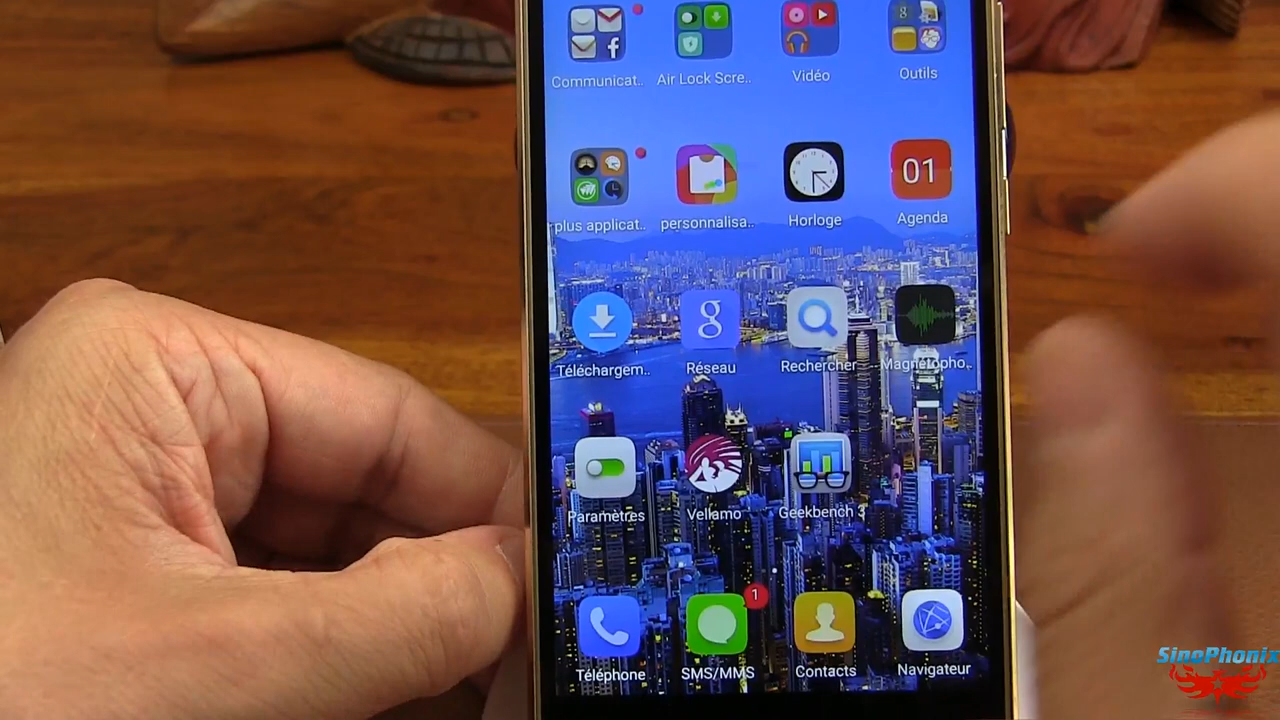 Communicat..
Air Lock Scre..
Vidéo
Outils
plus applicat..
personnalisa..
Horloge
01
Agenda
Téléchargem..
g
Réseau
Rechercher
Magnétopho..
Paramètres
Vellamo
Geekbench 3
1
Téléphone
SMS/MMS
Contacts
Navigateur
SinoPhonix